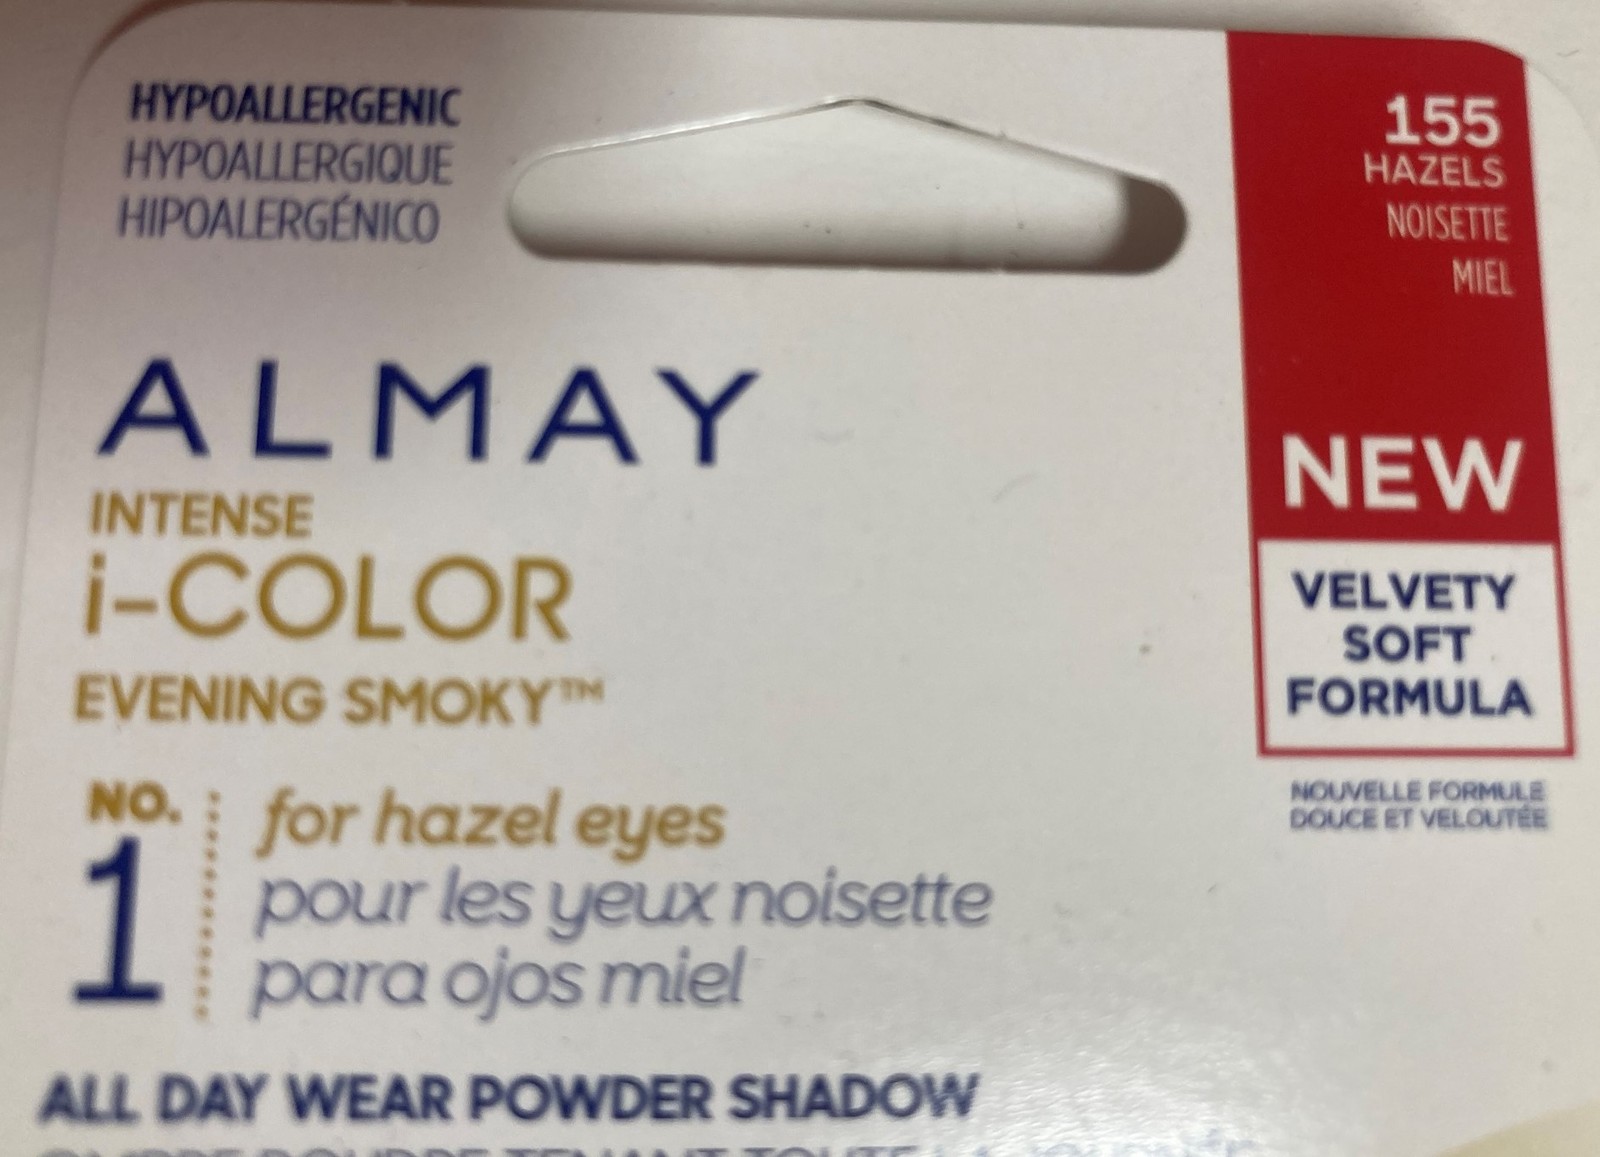 HYPOALLERGENIC
HYPOALLERGIQUE
HIPOALERGÉNICO
155
HAZELS
NOISETTE
MIEL
ALMAY
INTENSE
i-COLOR
EVENING SMOKY™
NEW
VELVETY
SOFT
FORMULA
NOUVELLE FORMULE
DOUCE ET VELOUTÉE
NO.
1
for hazel eyes
pour les yeux noisette
para ojos miel
ALL DAY WEAR POWDER SHADOW